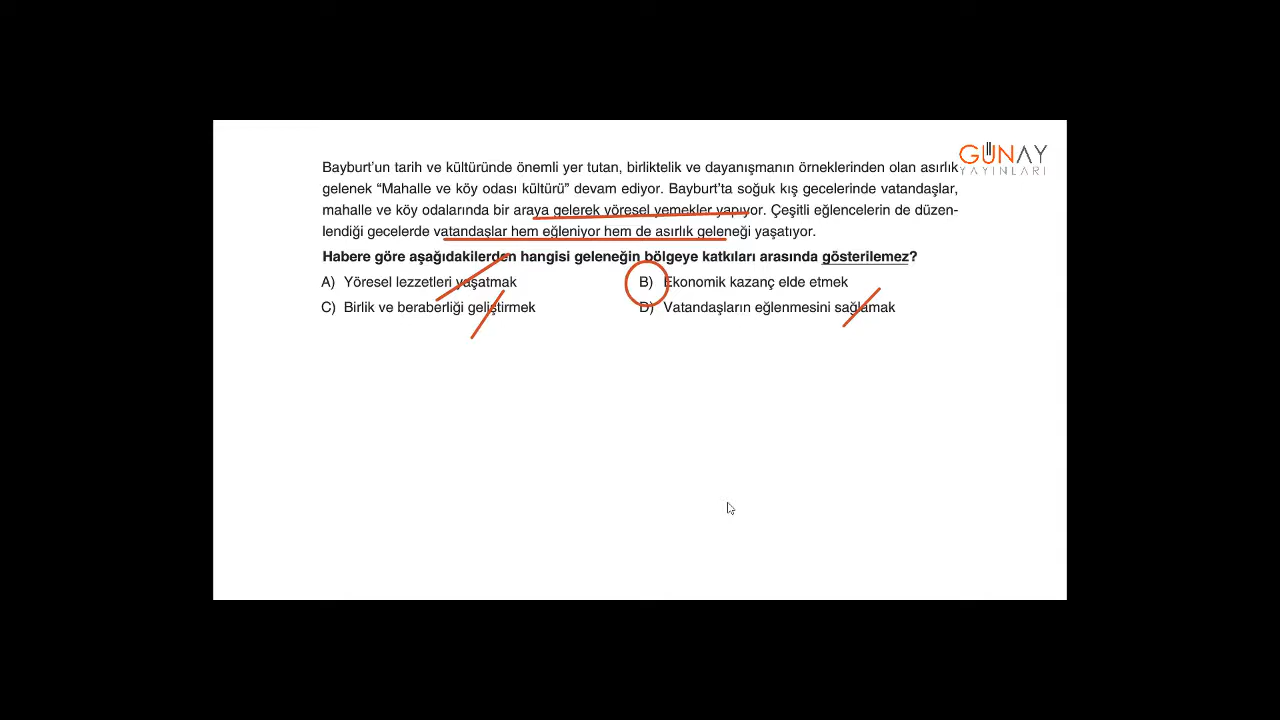 GÜNAY
YAYINLARI
Bayburt’un tarih ve kültüründe önemli yer tutan, birliktelik ve dayanışmanın örneklerinden olan asırlık
gelenek “Mahalle ve köy odası kültürü” devam ediyor. Bayburt’ta soğuk kış gecelerinde vatandaşlar,
mahalle ve köy odalarında bir araya gelerek yöresel yemekler yapıyor. Çeşitli eğlencelerin de düzen-
lendiği gecelerde vatandaşlar hem eğleniyor hem de asırlık geleneği yaşatıyor.
Habere göre aşağıdakilerden hangisi geleneğin bölgeye katkıları arasında gösterilemez?
A) Yöresel lezzetleri yaşatmak
B) Ekonomik kazanç elde etmek
C) Birlik ve beraberliği geliştirmek
D) Vatandaşların eğlenmesini sağlamak